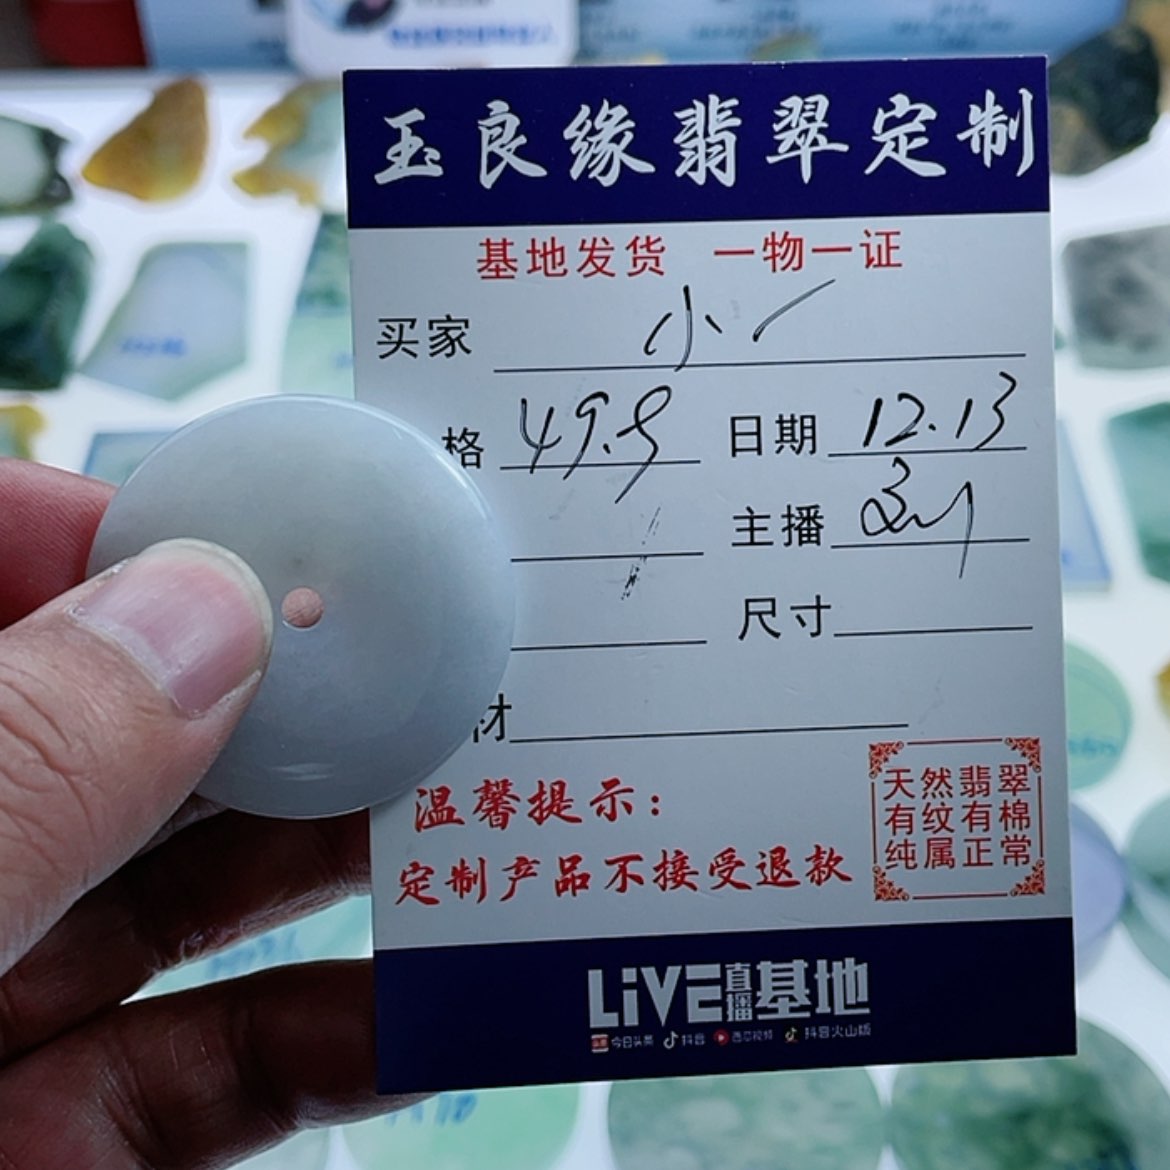 玉良缘翡翠定制
基地发货 一物一证
买家 小
格 49.9 日期 12.13
主播
尺寸
材
温馨提示：
定制产品不接受退款
天然翡翠
有纹有棉
纯属正常
LiVE直播基地
今日头条 抖音 西瓜视频 抖音火山版